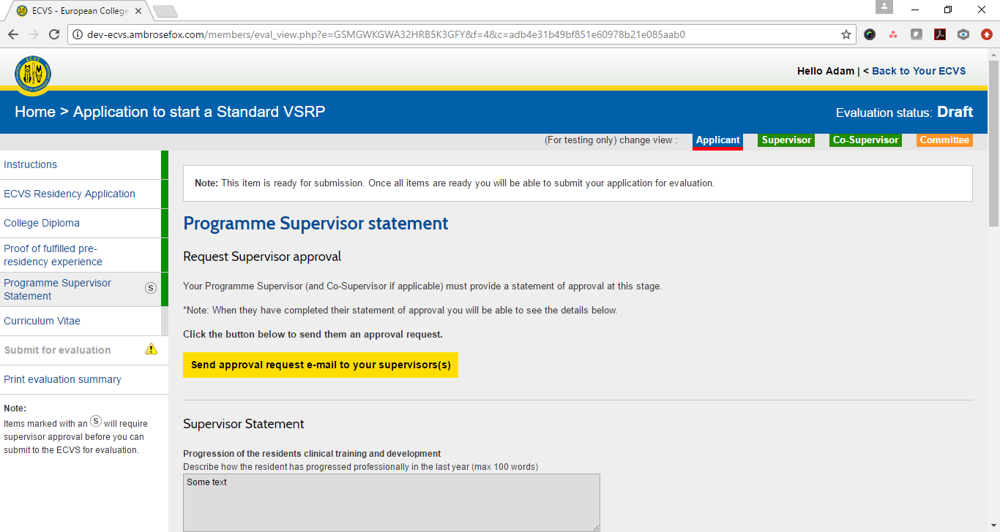 ECVS - European College
dev-ecvs.ambrosefox.com/members/eval_view.php?e=GSMGWKGWA32HRB5K3GFY&f=4&c=adb4e31b49bf851e60978b21e085aab0
ECVS
Hello Adam | < Back to Your ECVS
Home > Application to start a Standard VSRP
Evaluation status: Draft
(For testing only) change view :
Applicant
Supervisor
Co-Supervisor
Committee
Instructions
ECVS Residency Application
College Diploma
Proof of fulfilled pre-
residency experience
Programme Supervisor
Statement
S
Curriculum Vitae
Submit for evaluation
Print evaluation summary
Note:
Items marked with an S will require
supervisor approval before you can
submit to the ECVS for evaluation.
Note: This item is ready for submission. Once all items are ready you will be able to submit your application for evaluation.
Programme Supervisor statement
Request Supervisor approval
Your Programme Supervisor (and Co-Supervisor if applicable) must provide a statement of approval at this stage.
*Note: When they have completed their statement of approval you will be able to see the details below.
Click the button below to send them an approval request.
Send approval request e-mail to your supervisors(s)
Supervisor Statement
Progression of the residents clinical training and development
Describe how the resident has progressed professionally in the last year (max 100 words)
Some text